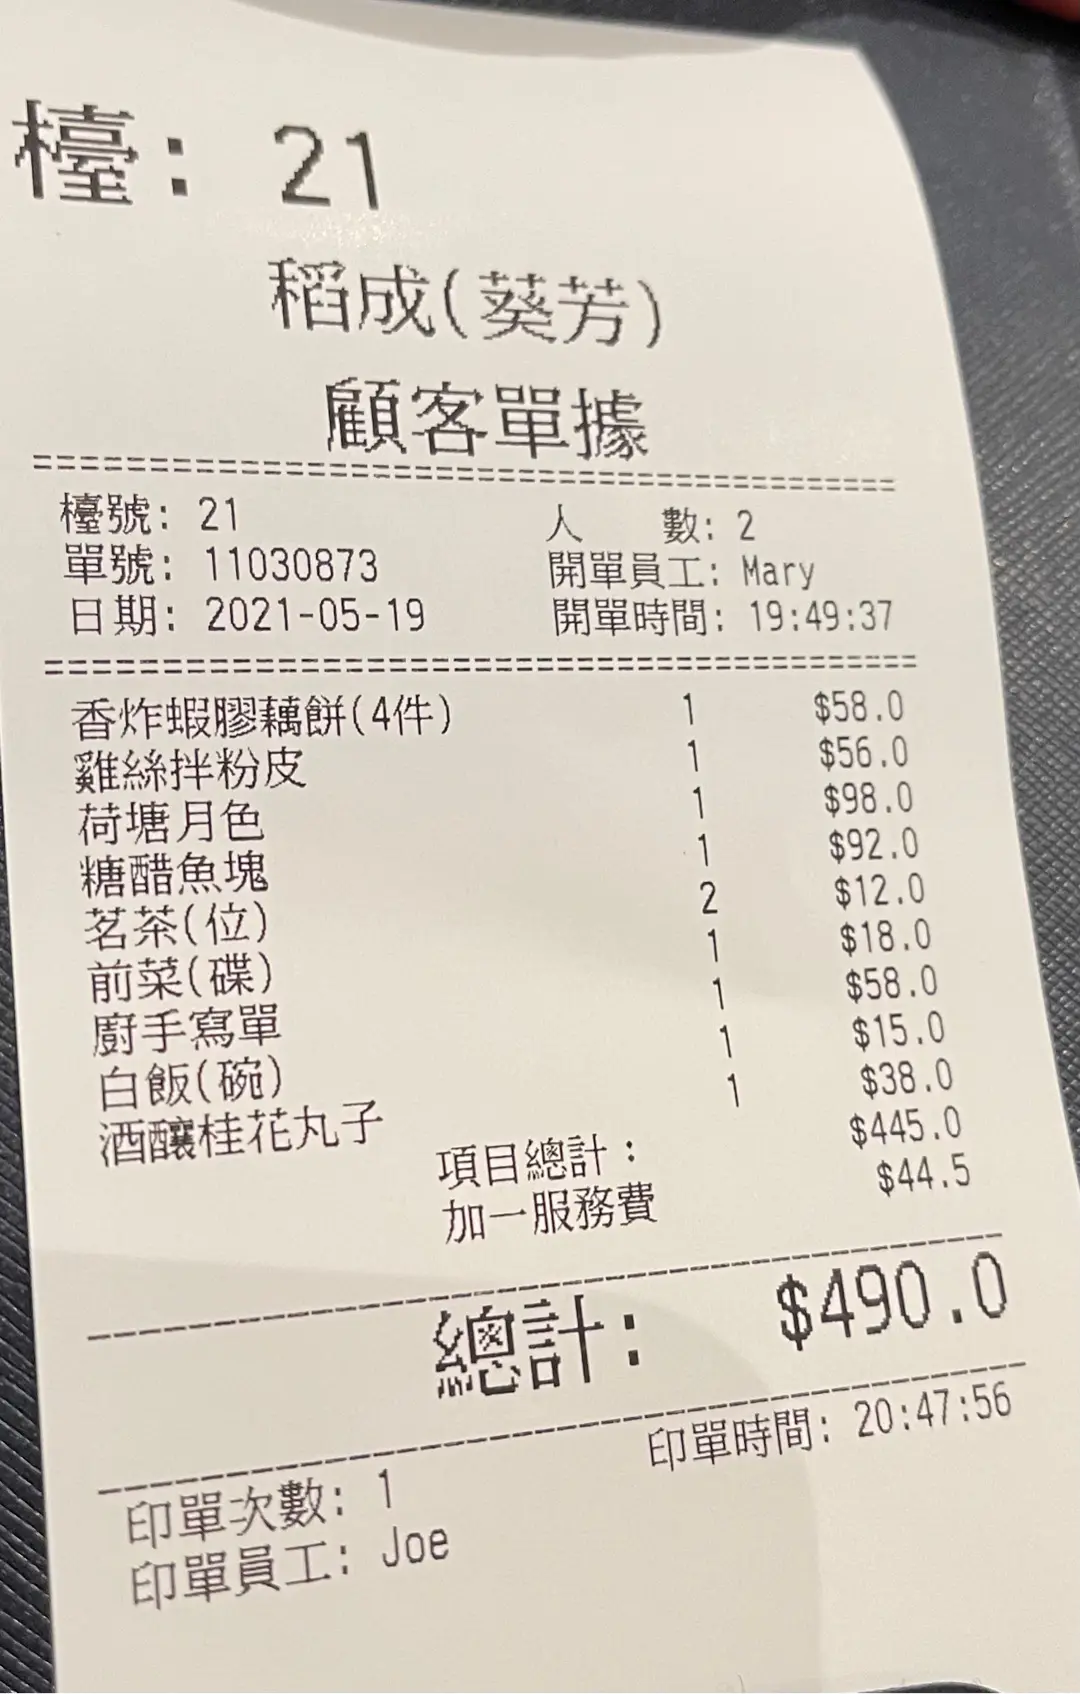 檯: 21
稻成(葵芳)
顧客單據
檯號: 21 人 數: 2
單號: 11030873 開單員工: Mary
日期: 2021-05-19 開單時間: 19:49:37
香炸蝦膠藕餅(4件) 1 $58.0
雞絲拌粉皮 1 $56.0
荷塘月色 1 $98.0
糖醋魚塊 1 $92.0
茗茶(位) 2 $12.0
前菜(碟) 1 $18.0
廚手寫單 1 $58.0
白飯(碗) 1 $15.0
酒釀桂花丸子 1 $38.0
項目總計: $445.0
加一服務費 $44.5
總計: $490.0
印單時間: 20:47:56
印單次數: 1
印單員工: Joe